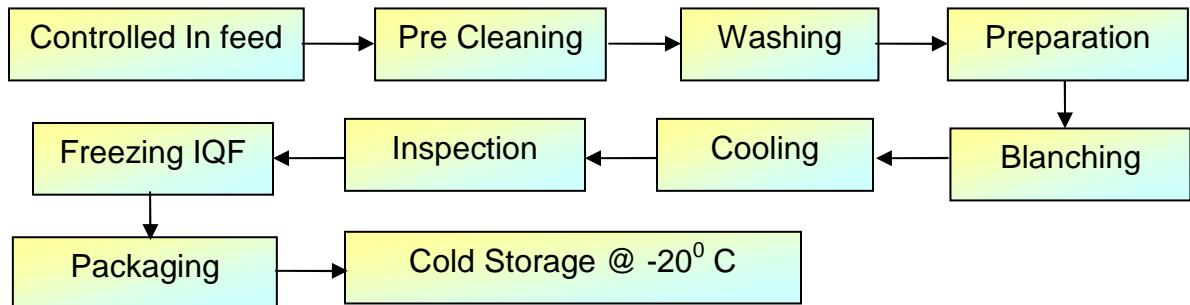 Controlled In feed
Pre Cleaning
Washing
Preparation
Blanching
Cooling
Inspection
Freezing IQF
Packaging
Cold Storage @ -20⁰ C